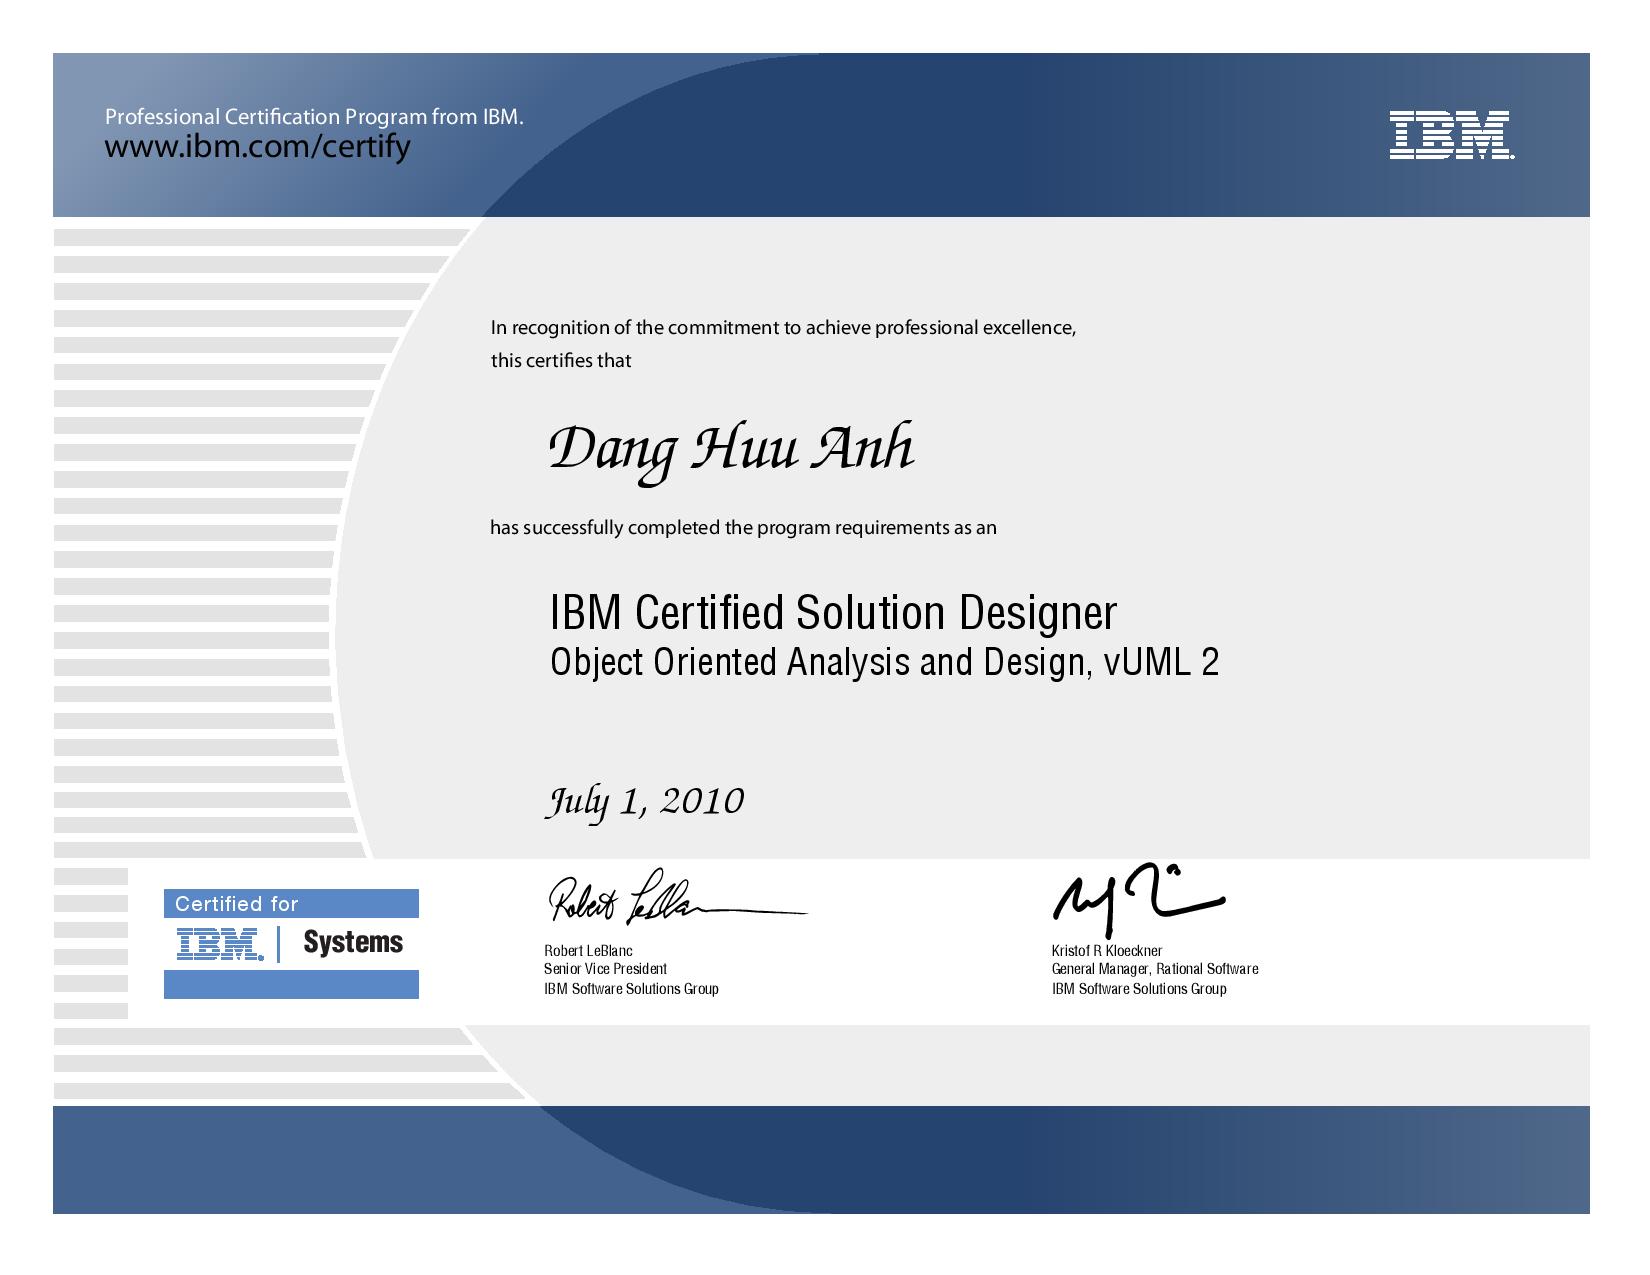 Professional Certification Program from IBM.
www.ibm.com/certify
IBM.
In recognition of the commitment to achieve professional excellence,
this certifies that
Dang Huu Anh
has successfully completed the program requirements as an
IBM Certified Solution Designer
Object Oriented Analysis and Design, vUML 2
July 1, 2010
Certified for
IBM. Systems
Robert LeBlanc
Robert LeBlanc
Senior Vice President
IBM Software Solutions Group
Kristof R Kloeckner
General Manager, Rational Software
IBM Software Solutions Group